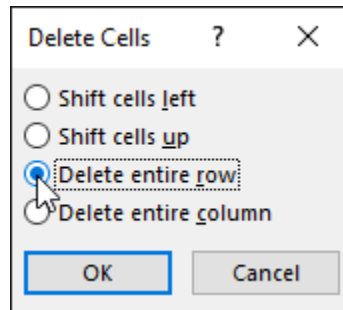 Delete Cells ? ×
Shift cells left
Shift cells up
Delete entire row
Delete entire column
OK Cancel